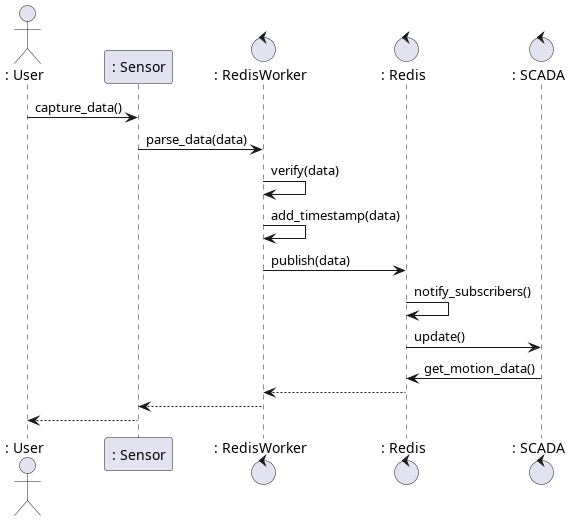 : User
: Sensor
: RedisWorker
: Redis
: SCADA
capture_data()
parse_data(data)
verify(data)
add_timestamp(data)
publish(data)
notify_subscribers()
update()
get_motion_data()
: User
: Sensor
: RedisWorker
: Redis
: SCADA